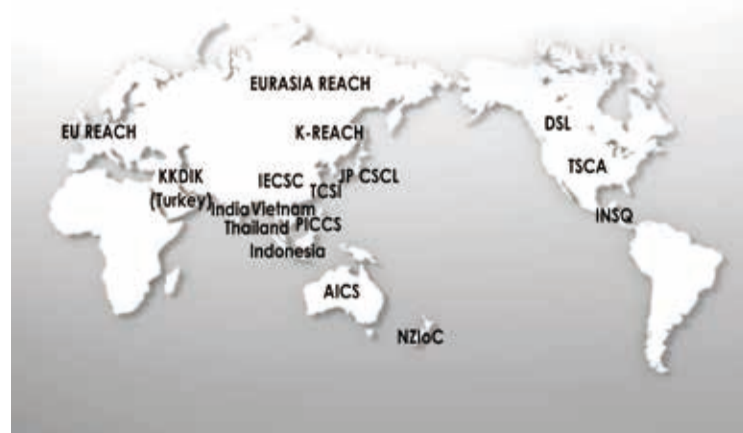 EURASIA REACH
EU REACH
K-REACH
DSL
TSCA
KKDIK
(Turkey)
IECSC
TCSI
JP CSCL
India
Vietnam
Thailand
PICCS
Indonesia
INSQ
AICS
NZIoC